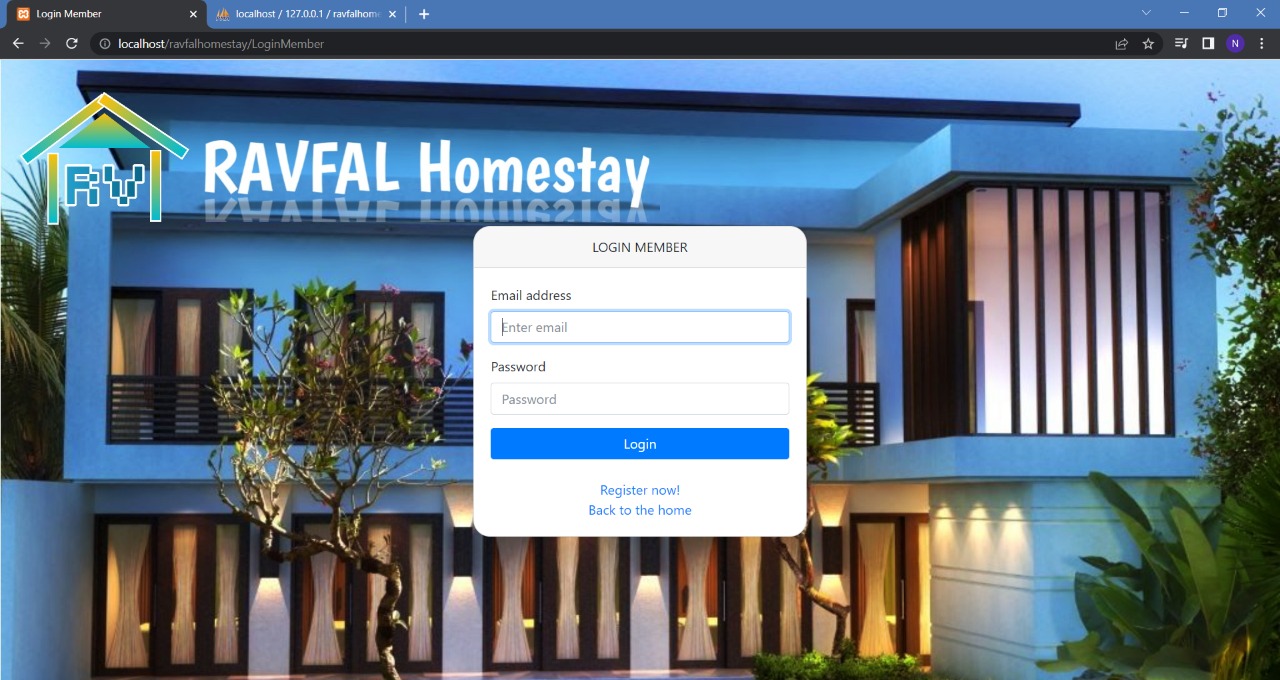 Login Member
localhost / 127.0.0.1 / ravfalhome
localhost/ravfalhomestay/LoginMember
N
RV
RAVFAL Homestay
LOGIN MEMBER
Email address
Enter email
Password
Password
Login
Register now!
Back to the home